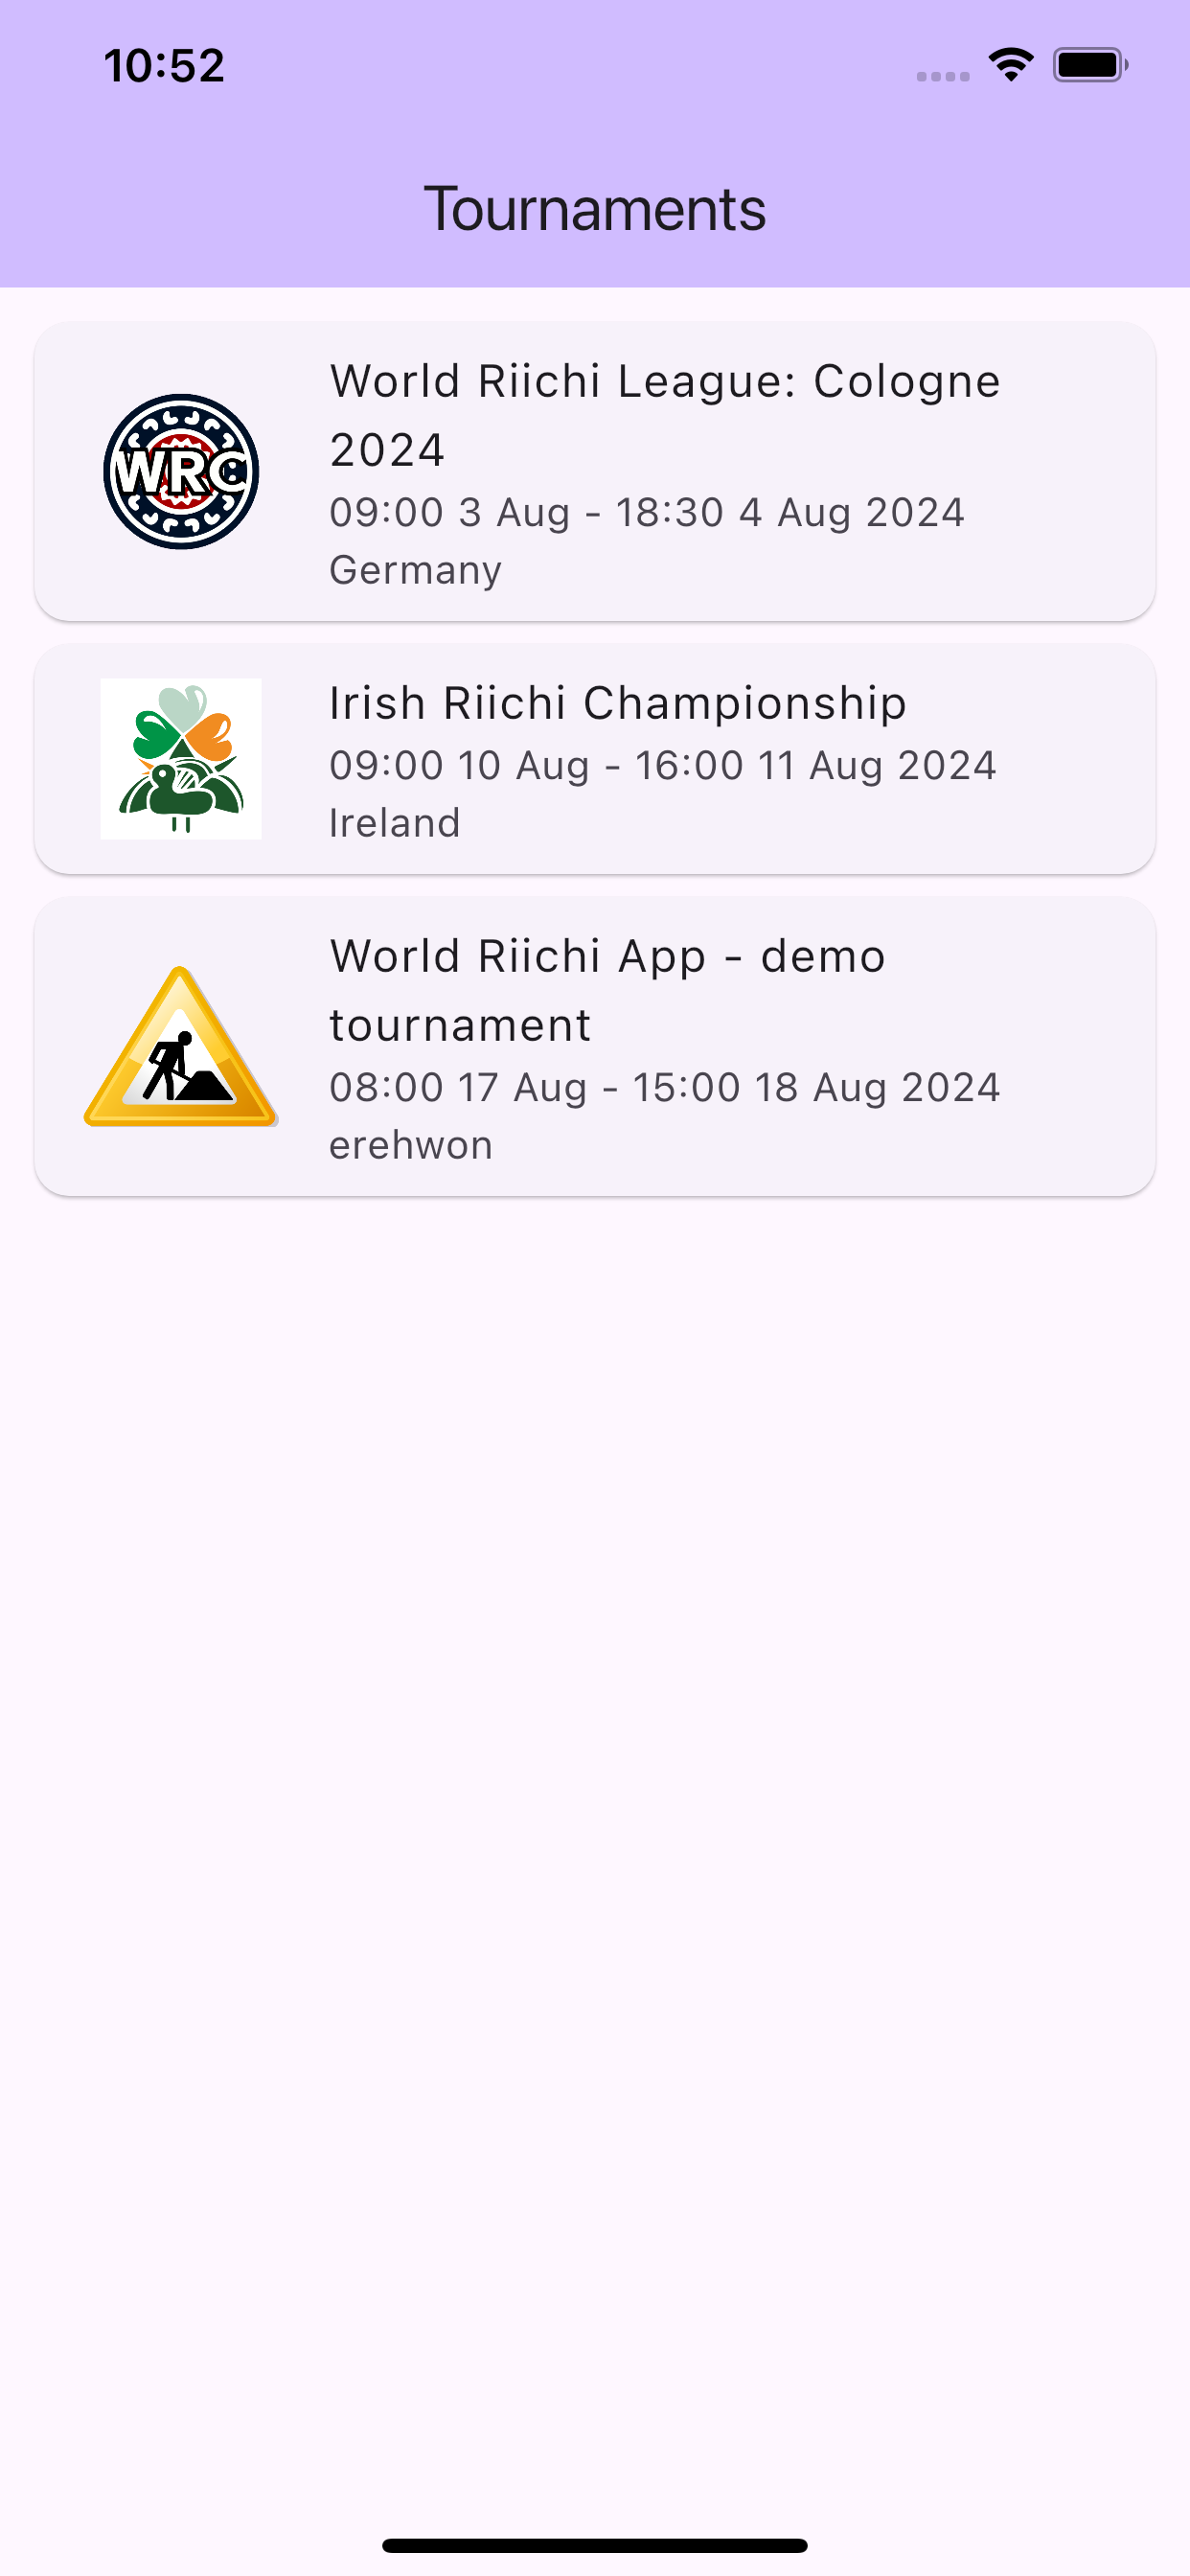 10:52
Tournaments
World Riichi League: Cologne
2024
09:00 3 Aug - 18:30 4 Aug 2024
Germany
WRC
Irish Riichi Championship
09:00 10 Aug - 16:00 11 Aug 2024
Ireland
World Riichi App - demo
tournament
08:00 17 Aug - 15:00 18 Aug 2024
erehwon